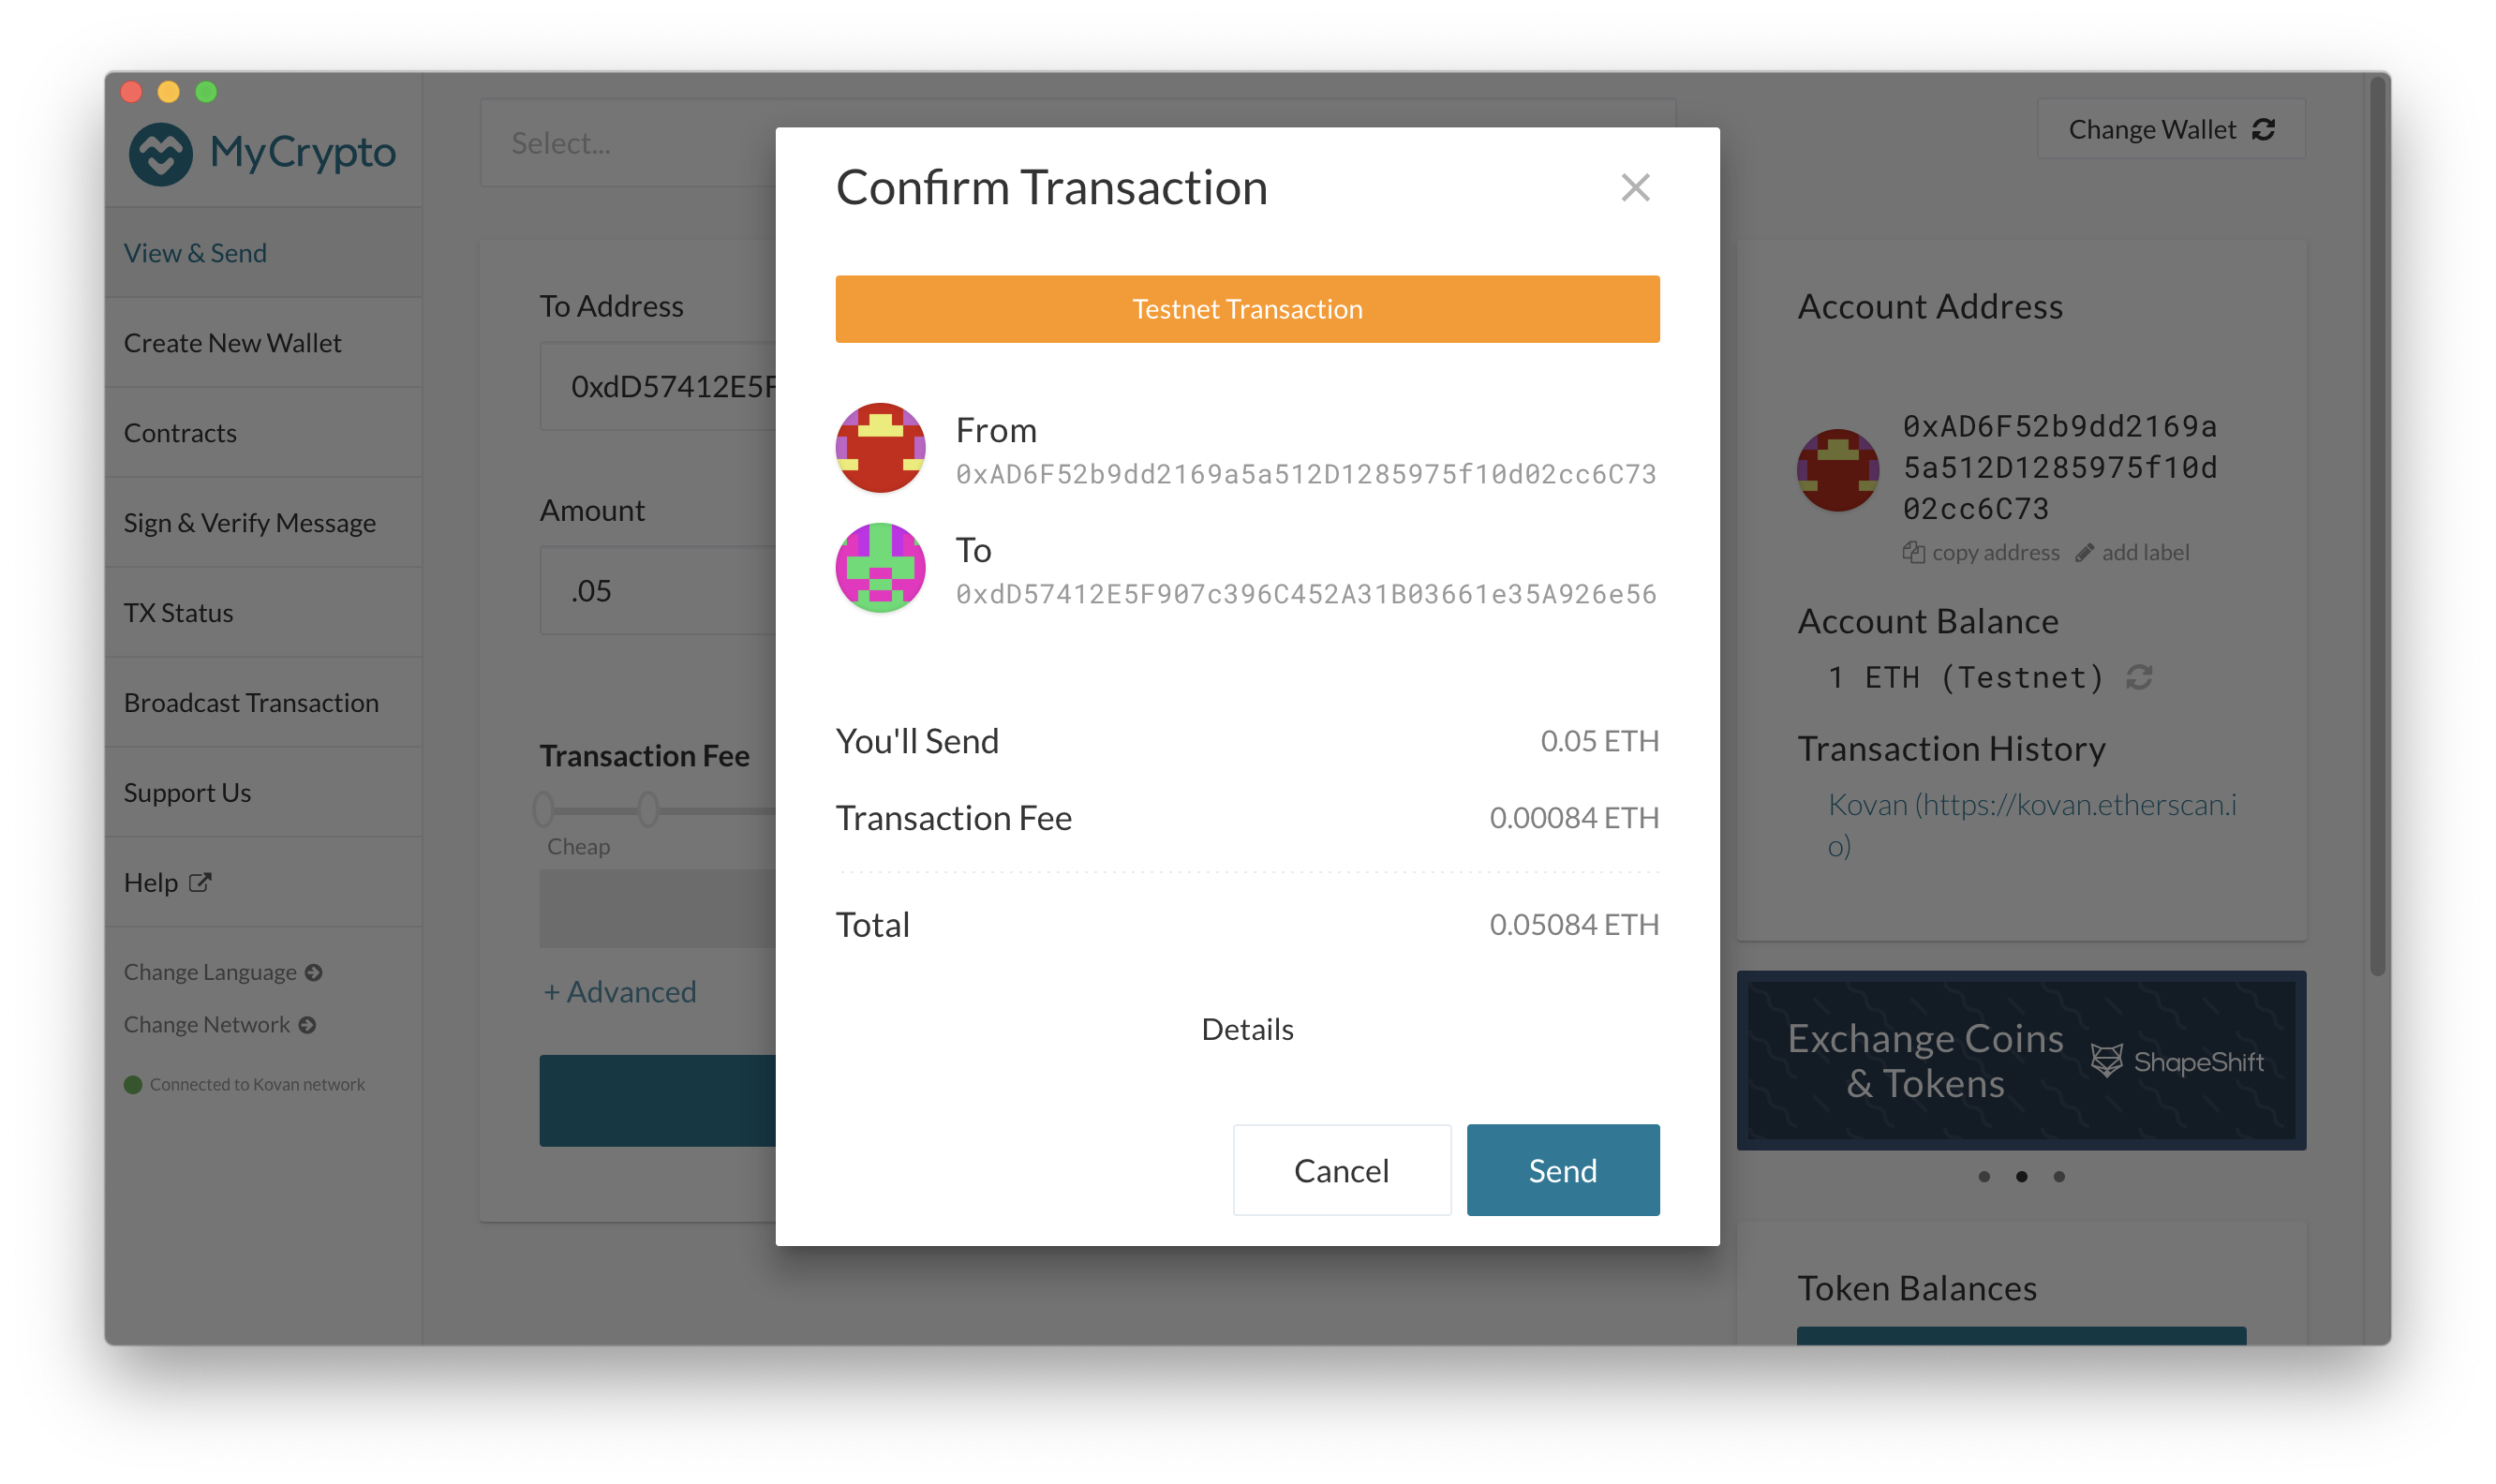 MyCrypto
View & Send
Create New Wallet
Contracts
Sign & Verify Message
TX Status
Broadcast Transaction
Support Us
Help
Change Language
Change Network
Connected to Kovan network
Select...
Change Wallet
To Address
0xdD57412E5F
Amount
.05
Transaction Fee
Cheap
+ Advanced
Confirm Transaction
Testnet Transaction
From
0xAD6F52b9dd2169a5a512D1285975f10d02cc6C73
To
0xdD57412E5F907c396C452A31B03661e35A926e56
You'll Send
0.05 ETH
Transaction Fee
0.00084 ETH
Total
0.05084 ETH
Details
Cancel
Send
Account Address
0xAD6F52b9dd2169a
5a512D1285975f10d
02cc6C73
copy address
add label
Account Balance
1 ETH (Testnet)
Transaction History
Kovan (https://kovan.etherscan.i
o)
Exchange Coins
& Tokens
ShapeShift
Token Balances